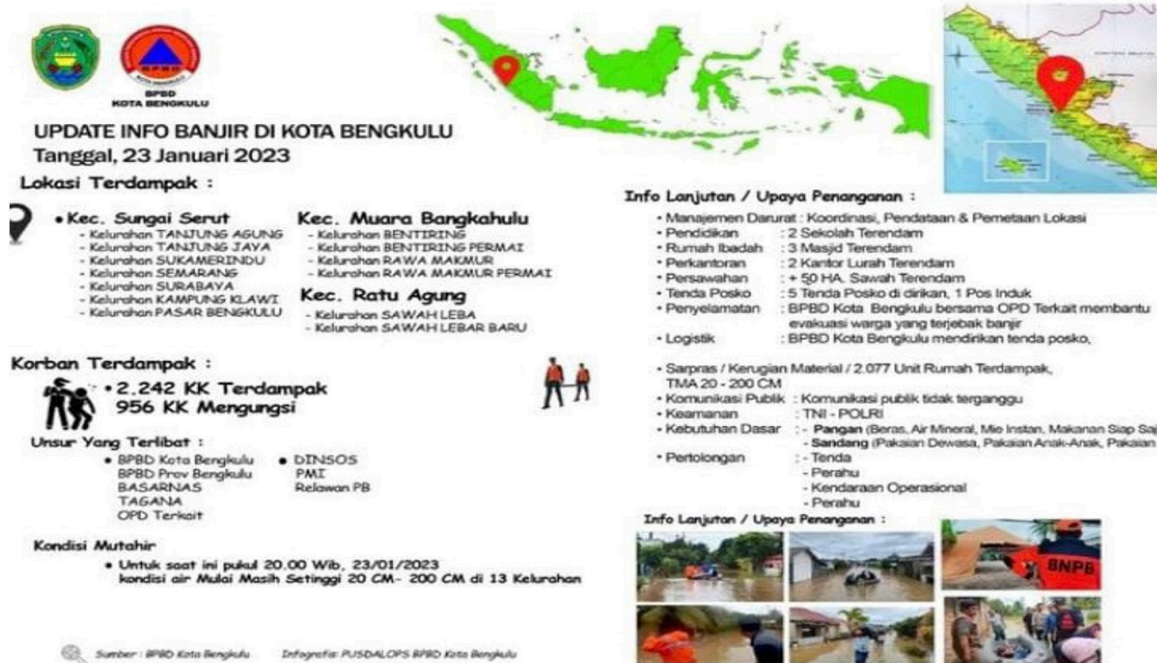 BPBD
KOTA BENGKULU
UPDATE INFO BANJIR DI KOTA BENGKULU
Tanggal, 23 Januari 2023
Lokasi Terdampak :
• Kec. Sungai Serut
- Kelurahan TANJUNG AGUNG
- Kelurahan TANJUNG JAYA
- Kelurahan SUKAMERINDU
- Kelurahan SEMARANG
- Kelurahan SURABAYA
- Kelurahan KAMPUNG KLAWI
- Kelurahan PASAR BENGKULU
Kec. Muara Bangkahulu
- Kelurahan BENTIRING
- Kelurahan BENTIRING PERMAI
- Kelurahan RAWA MAKMUR
- Kelurahan RAWA MAKMUR PERMAI
Kec. Ratu Agung
- Kelurahan SAWAH LEBA
- Kelurahan SAWAH LEBAR BARU
Korban Terdampak :
• 2.242 KK Terdampak
956 KK Mengungsi
Unsur Yang Terlibat :
• BPBD Kota Bengkulu
BPBD Prov Bengkulu
BASARNAS
TAGANA
OPD Terkait
• DINSOS
PMI
Relawan PB
Kondisi Mutahir
• Untuk saat ini pukul 20.00 Wib, 23/01/2023
kondisi air Mulai Masih Setinggi 20 CM- 200 CM di 13 Kelurahan
Sumber : BPBD Kota Bengkulu Infografis: PUSDALOPS BPBD Kota Bengkulu
Info Lanjutan / Upaya Penanganan :
• Manajemen Darurat : Koordinasi, Pendataan & Pemetaan Lokasi
• Pendidikan : 2 Sekolah Terendam
• Rumah Ibadah : 3 Masjid Terendam
• Perkantoran : 2 Kantor Lurah Terendam
• Persawahan : + 50 HA. Sawah Terendam
• Tenda Posko : 5 Tenda Posko di dirikan, 1 Pos Induk
• Penyelamatan : BPBD Kota Bengkulu bersama OPD Terkait membantu
evakuasi warga yang terjebak banjir
• Logistik : BPBD Kota Bengkulu mendirikan tenda posko,
• Sarpras / Kerugian Material / 2.077 Unit Rumah Terdampak,
TMA 20 - 200 CM
• Komunikasi Publik : Komunikasi publik tidak terganggu
• Keamanan : TNI - POLRI
• Kebutuhan Dasar : - Pangan (Beras, Air Mineral, Mie Instan, Makanan Siap Saj
- Sandang (Pakaian Dewasa, Pakaian Anak-Anak, Pakaian
• Pertolongan : - Tenda
- Perahu
- Kendaraan Operasional
- Perahu
Info Lanjutan / Upaya Penanganan :
BNPB